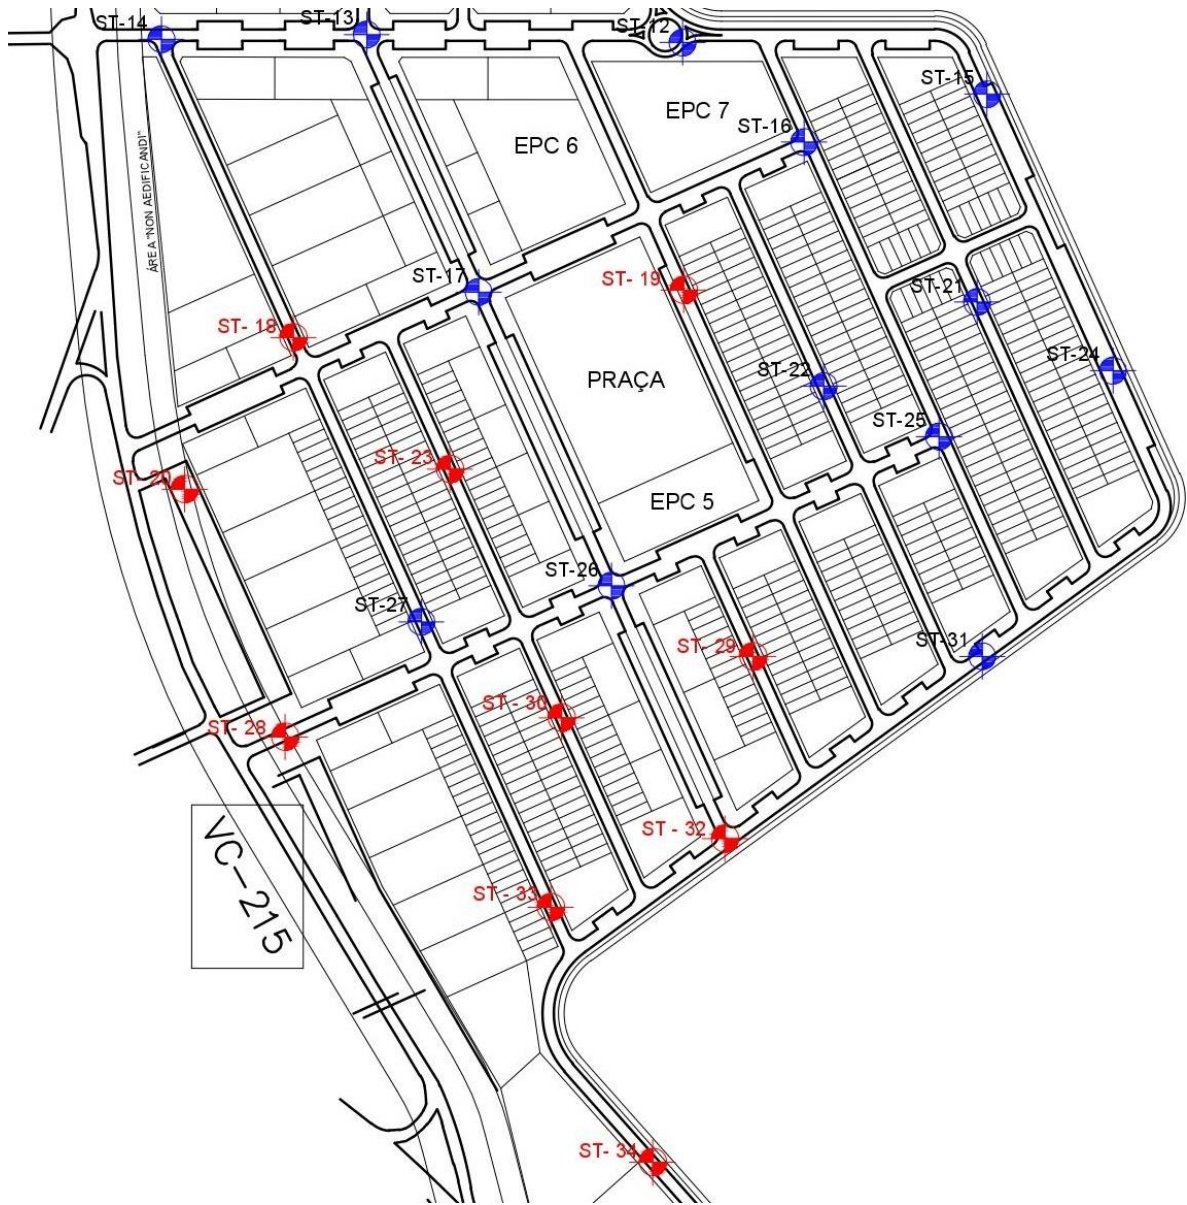 ST-14
ST-13
ST-12
ST-15
EPC 7
ST-16
EPC 6
ÁREA "NON AEDIFICANDI"
ST-17
ST- 19
ST-21
ST- 18
ST-24
PRAÇA
ST-22
ST-25
ST- 23
ST- 20
EPC 5
ST-26
ST-27
ST-31
ST- 29
ST- 30
ST- 28
ST - 32
VC-215
ST - 33
ST- 34